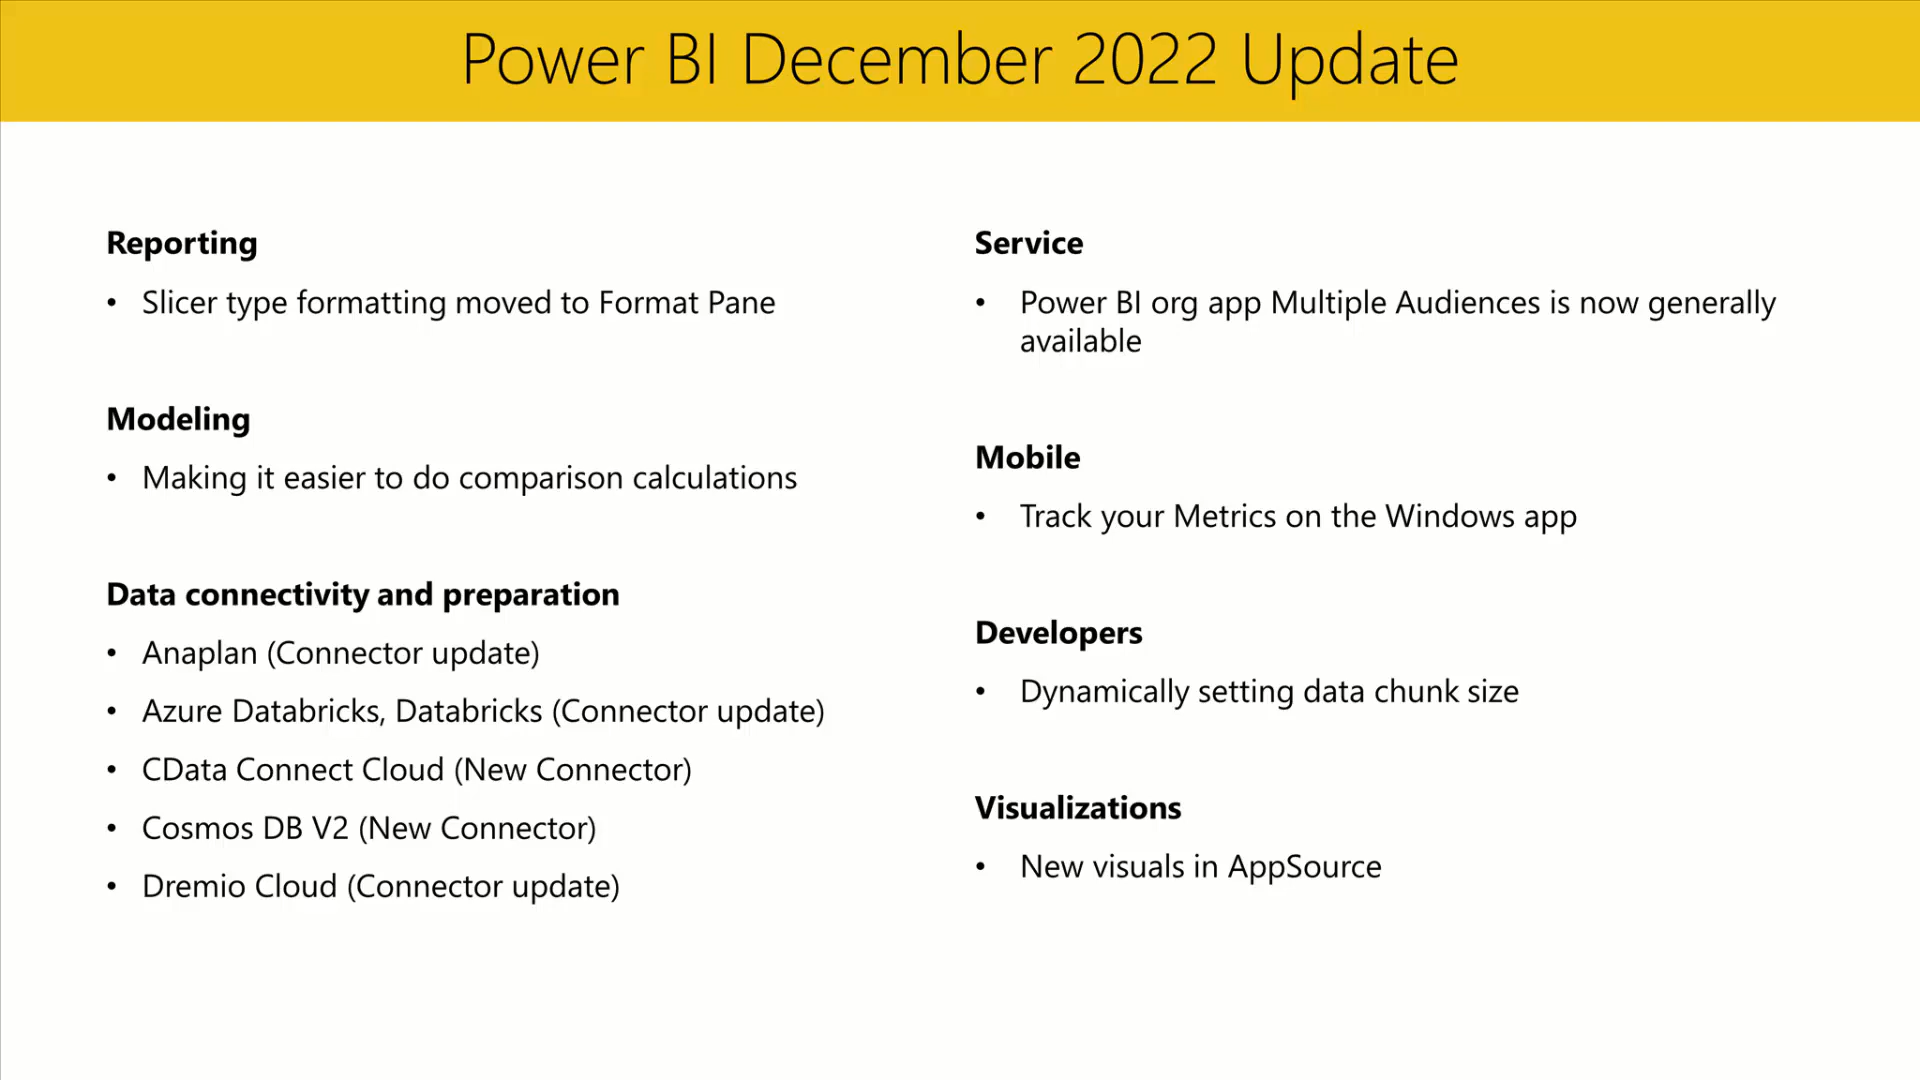 Power BI December 2022 Update
Reporting
• Slicer type formatting moved to Format Pane
Modeling
• Making it easier to do comparison calculations
Data connectivity and preparation
• Anaplan (Connector update)
• Azure Databricks, Databricks (Connector update)
• CData Connect Cloud (New Connector)
• Cosmos DB V2 (New Connector)
• Dremio Cloud (Connector update)
Service
• Power BI org app Multiple Audiences is now generally
available
Mobile
• Track your Metrics on the Windows app
Developers
• Dynamically setting data chunk size
Visualizations
• New visuals in AppSource